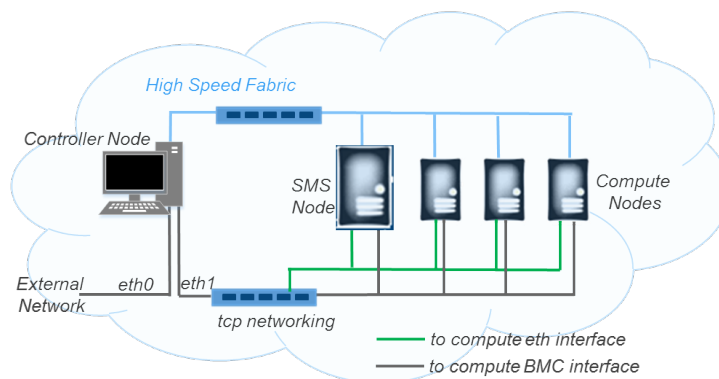 High Speed Fabric
Controller Node
SMS
Node
Compute
Nodes
External
Network
eth0
eth1
tcp networking
to compute eth interface
to compute BMC interface